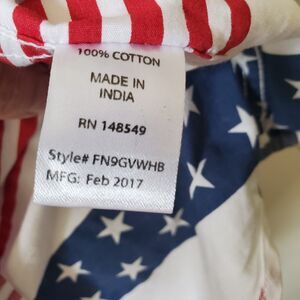 100% COTTON
MADE IN
INDIA
RN 148549
Style# FN9GVWHB
MFG: Feb 2017